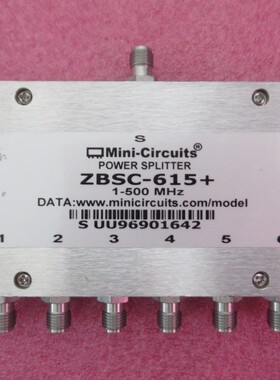 S
Mini-Circuits®
POWER SPLITTER
ZBSC-615+
1-500 MHz
DATA:www.minicircuits.com/model
S UU96901642
1 2 3 4 5 6